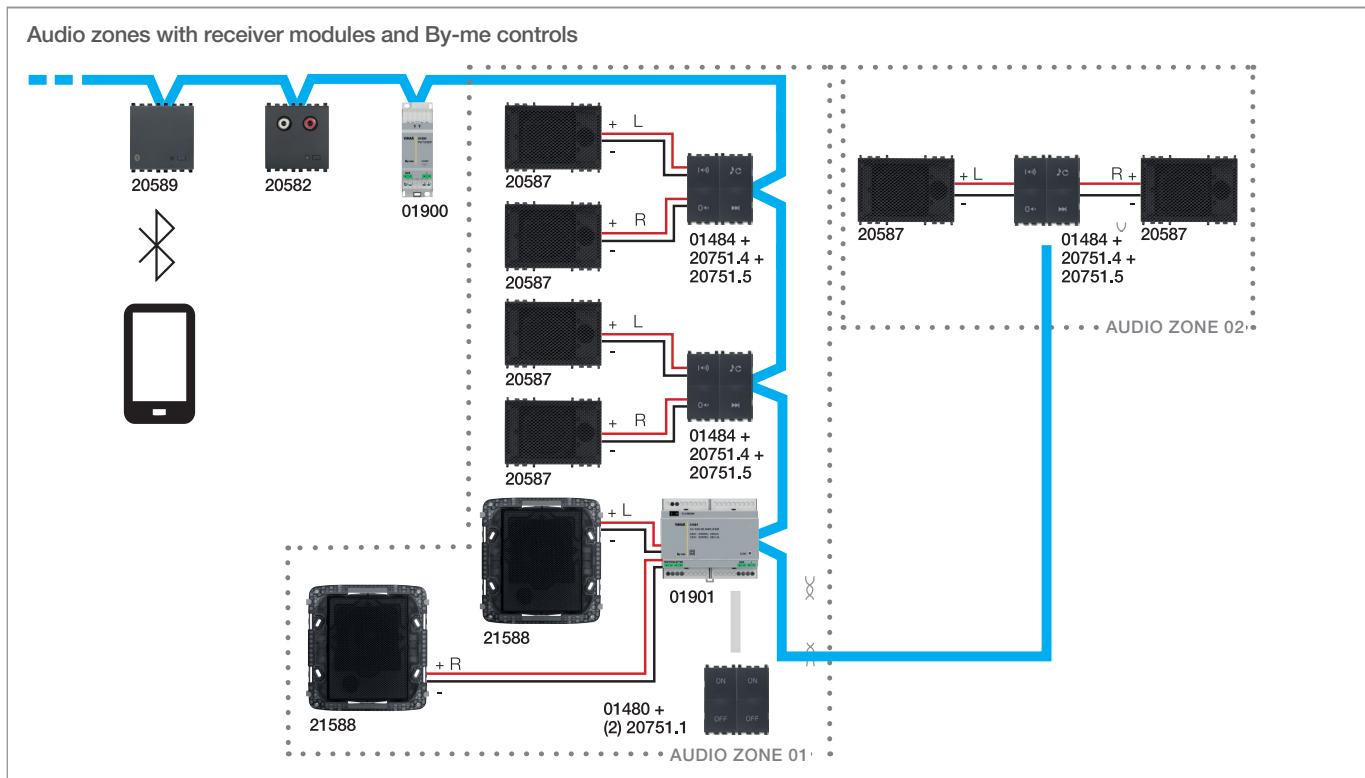 Audio zones with receiver modules and By-me controls
20589
20582
01900
+ L
-
20587
+ R
-
20587
01484 +
20751.4 +
20751.5
+ L
-
20587
+ R
-
20587
01484 +
20751.4 +
20751.5
+ L
-
21588
01901
+ R
-
21588
ON ON
OFF OFF
01480 +
(2) 20751.1
AUDIO ZONE 01
+ L
-
20587
R +
-
20587
01484 +
20751.4 +
20751.5
AUDIO ZONE 02